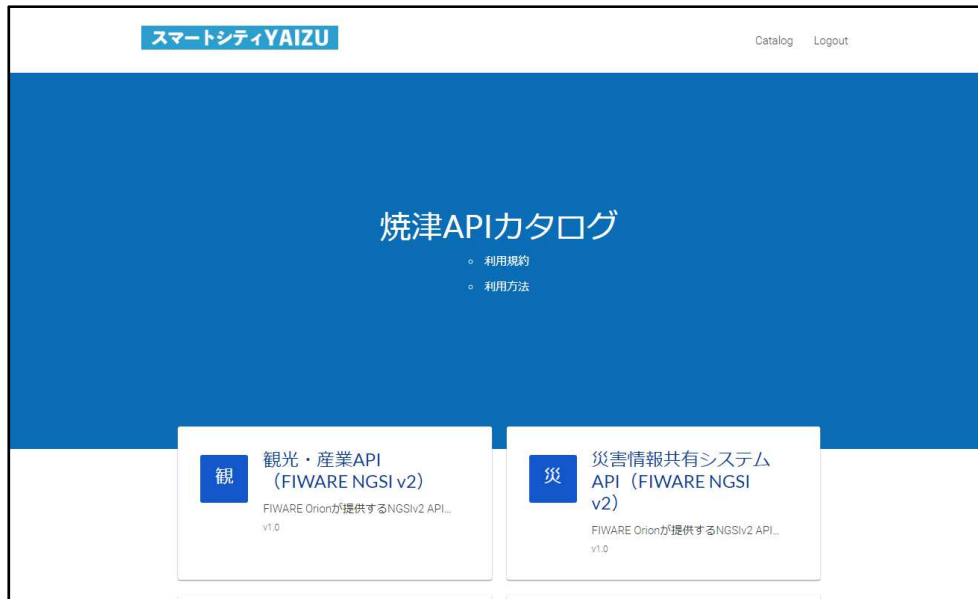 スマートシティYAIZU
Catalog Logout
焼津APIカタログ
利用規約
利用方法
観
観光・産業API
（FIWARE NGSI v2）
FIWARE Orionが提供するNGSIv2 API...
v1.0
災
災害情報共有システム
API（FIWARE NGSI
v2）
FIWARE Orionが提供するNGSIv2 API...
v1.0